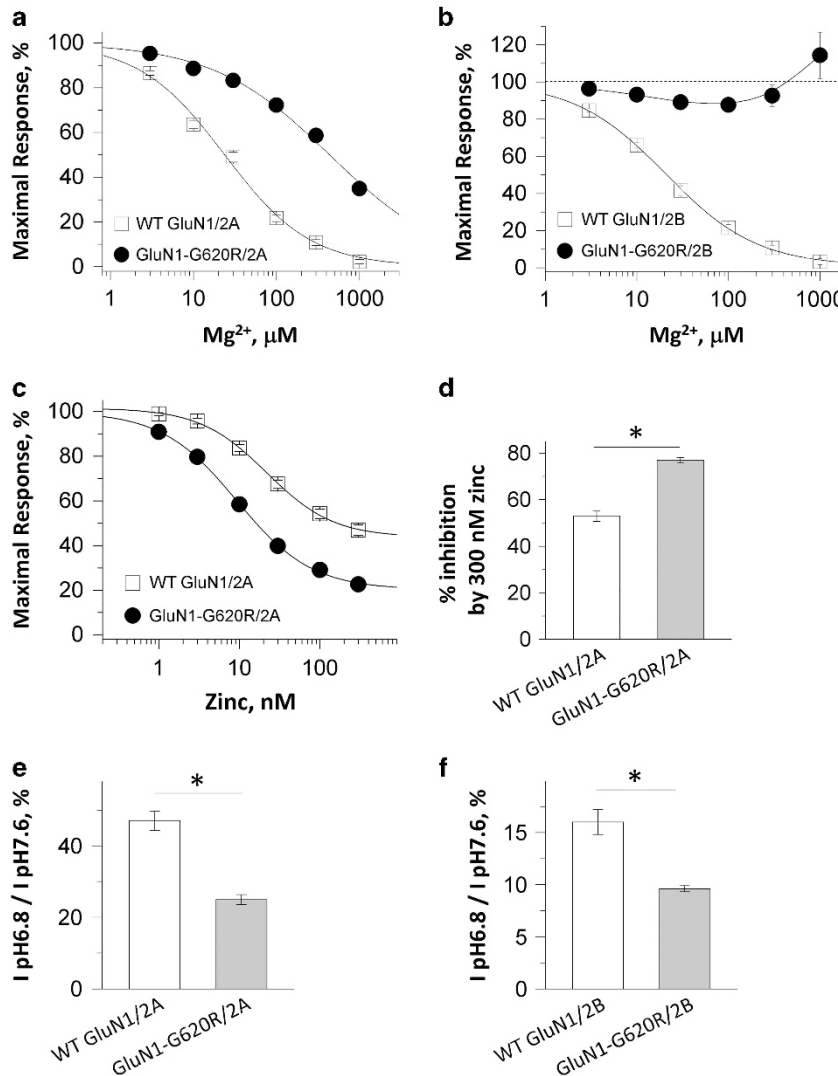 a
100
80
60
40
20
0
Maximal Response, %
WT GluN1/2A
GluN1-G620R/2A
1 10 100 1000
Mg²⁺, μM
b
120
100
80
60
40
20
0
Maximal Response, %
WT GluN1/2B
GluN1-G620R/2B
1 10 100 1000
Mg²⁺, μM
c
100
80
60
40
20
0
Maximal Response, %
WT GluN1/2A
GluN1-G620R/2A
1 10 100
Zinc, nM
d
80
60
40
20
0
% inhibition
by 300 nM zinc
*
WT GluN1/2A
GluN1-G620R/2A
e
40
20
0
I pH6.8 / I pH7.6, %
*
WT GluN1/2A
GluN1-G620R/2A
f
15
10
5
0
I pH6.8 / I pH7.6, %
*
WT GluN1/2B
GluN1-G620R/2B